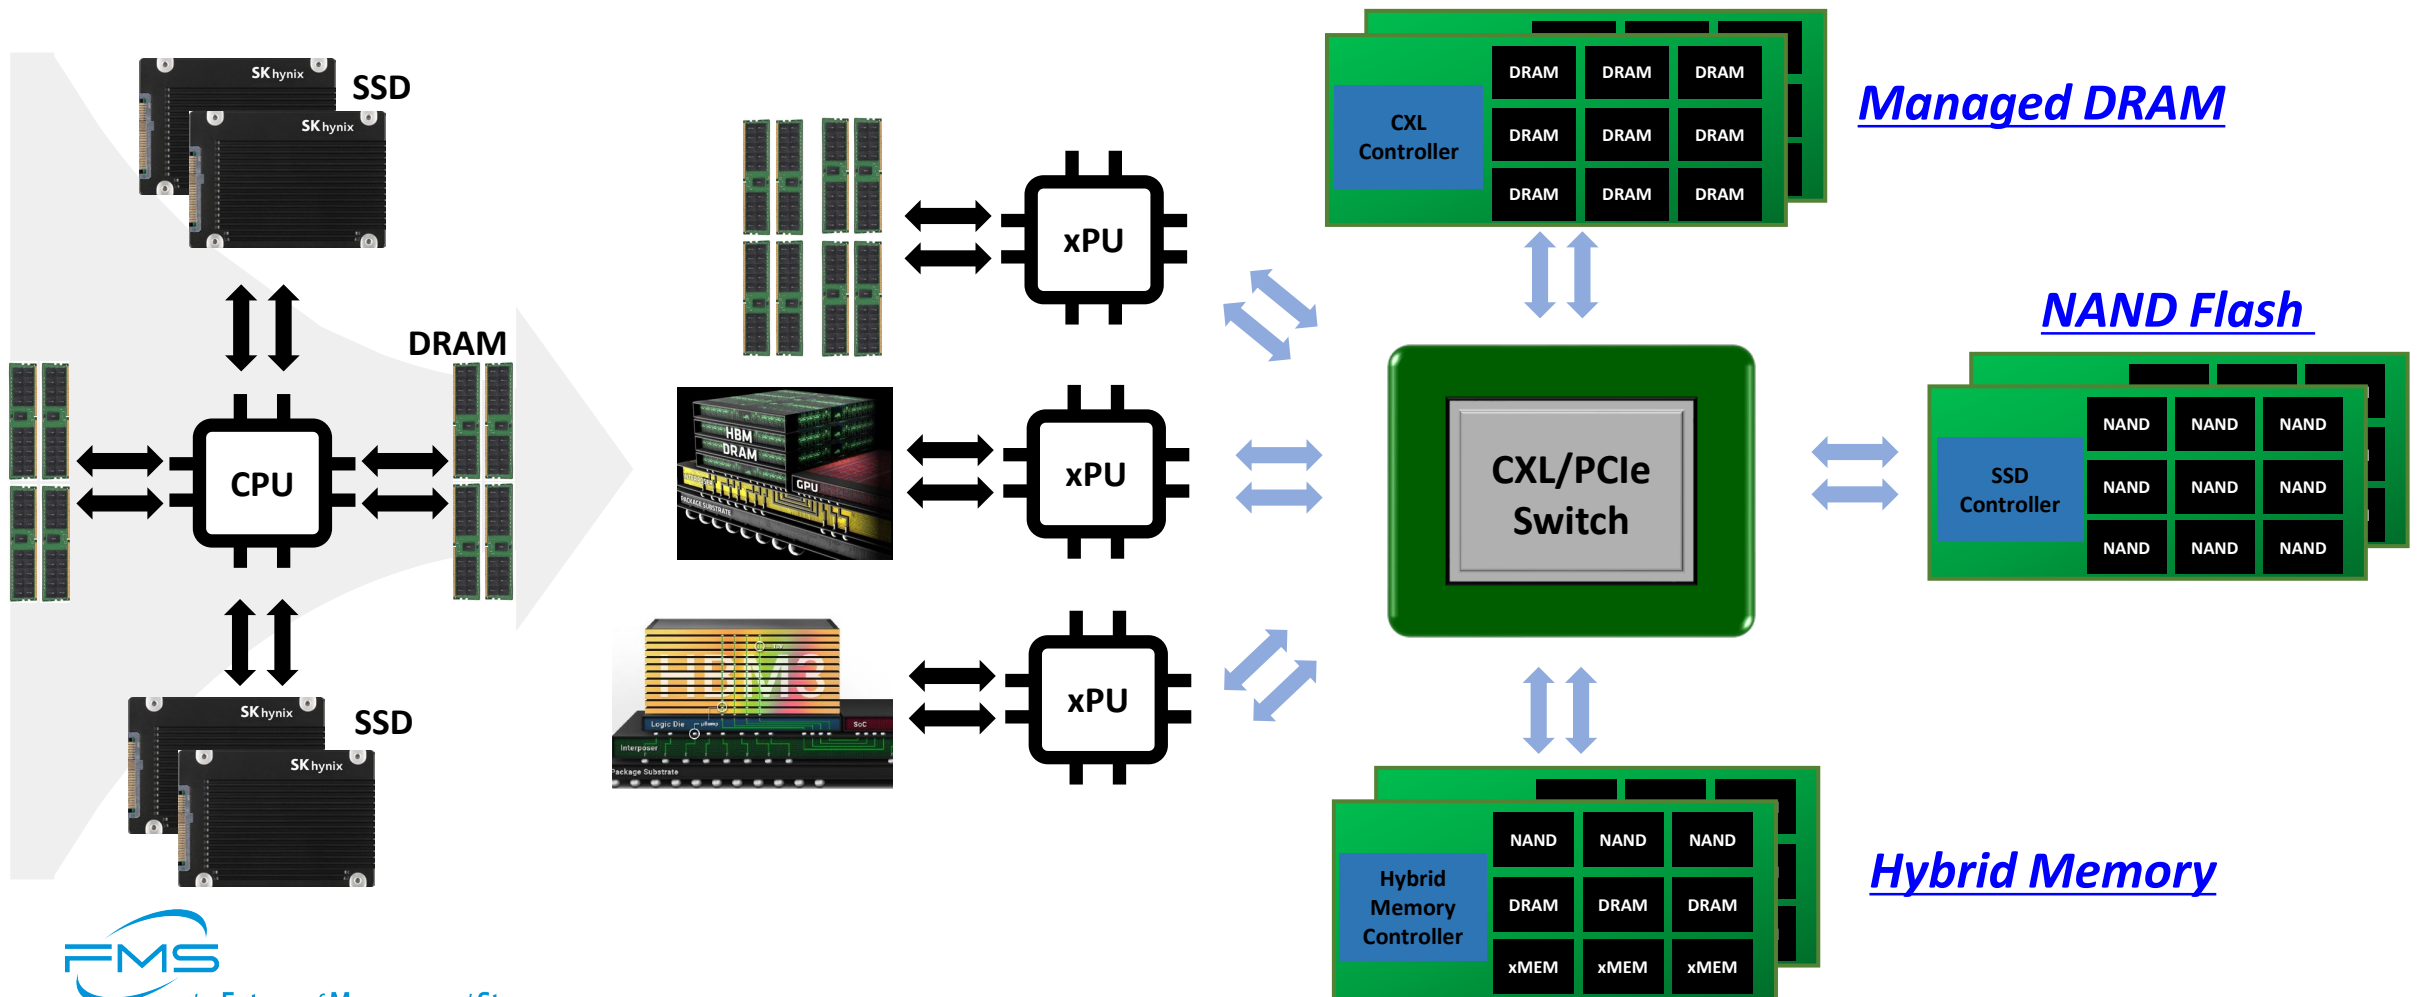 SK hynix
SSD
SK hynix
DRAM
CPU
SK hynix
SSD
SK hynix
FMS
xPU
HBM
DRAM
GPU
PACKAGE SUBSTRATE
xPU
HBM3
Logic Die
SoC
Interposer
Package Substrate
xPU
CXL
Controller
DRAM DRAM DRAM
DRAM DRAM DRAM
DRAM DRAM DRAM
Managed DRAM
CXL/PCIe
Switch
NAND Flash
SSD
Controller
NAND NAND NAND
NAND NAND NAND
NAND NAND NAND
Hybrid
Memory
Controller
NAND NAND NAND
DRAM DRAM DRAM
xMEM xMEM xMEM
Hybrid Memory